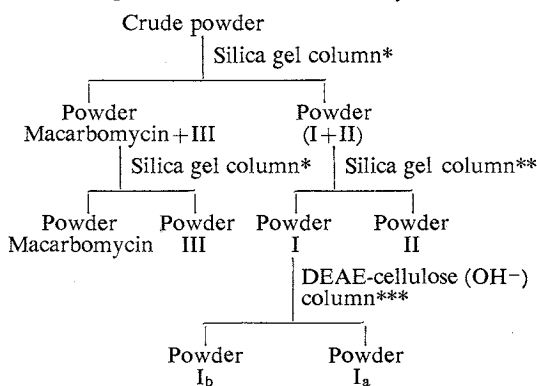 Crude powder
Silica gel column*
Powder Powder
Macarbomycin+III (I+II)
Silica gel column* Silica gel column**
Powder Powder Powder Powder
Macarbomycin III I II
DEAE-cellulose (OH−)
column***
Powder Powder
Ib Ia